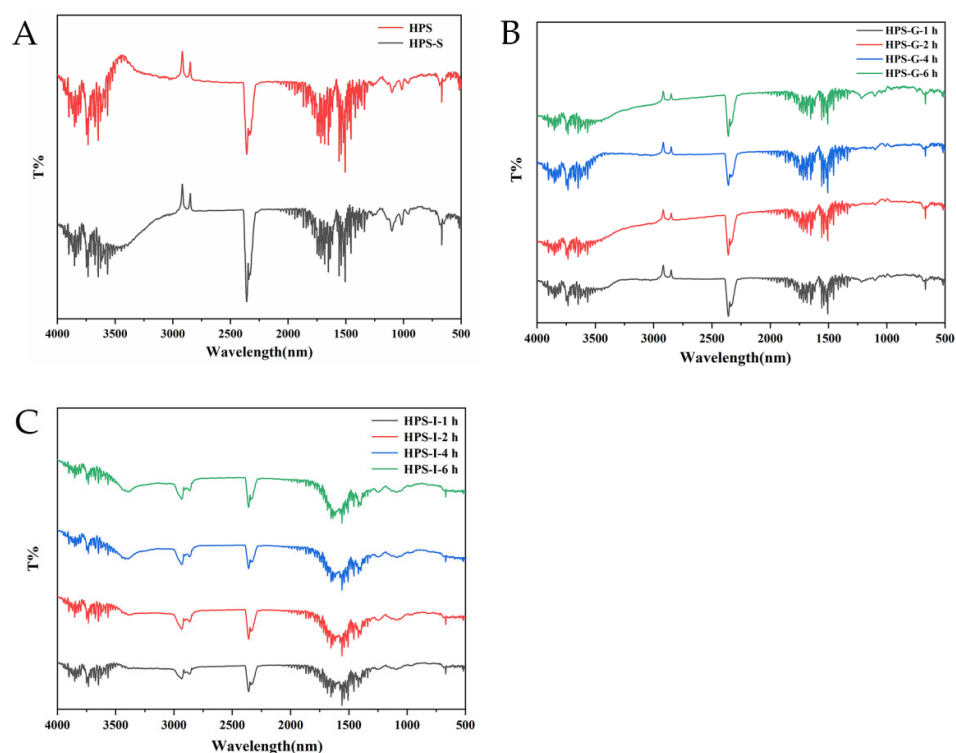 A
HPS
HPS-S
T%
4000 3500 3000 2500 2000 1500 1000 500
Wavelength(nm)
B
HPS-G-1 h
HPS-G-2 h
HPS-G-4 h
HPS-G-6 h
T%
4000 3500 3000 2500 2000 1500 1000 500
Wavelength(nm)
C
HPS-I-1 h
HPS-I-2 h
HPS-I-4 h
HPS-I-6 h
T%
4000 3500 3000 2500 2000 1500 1000 500
Wavelength(nm)